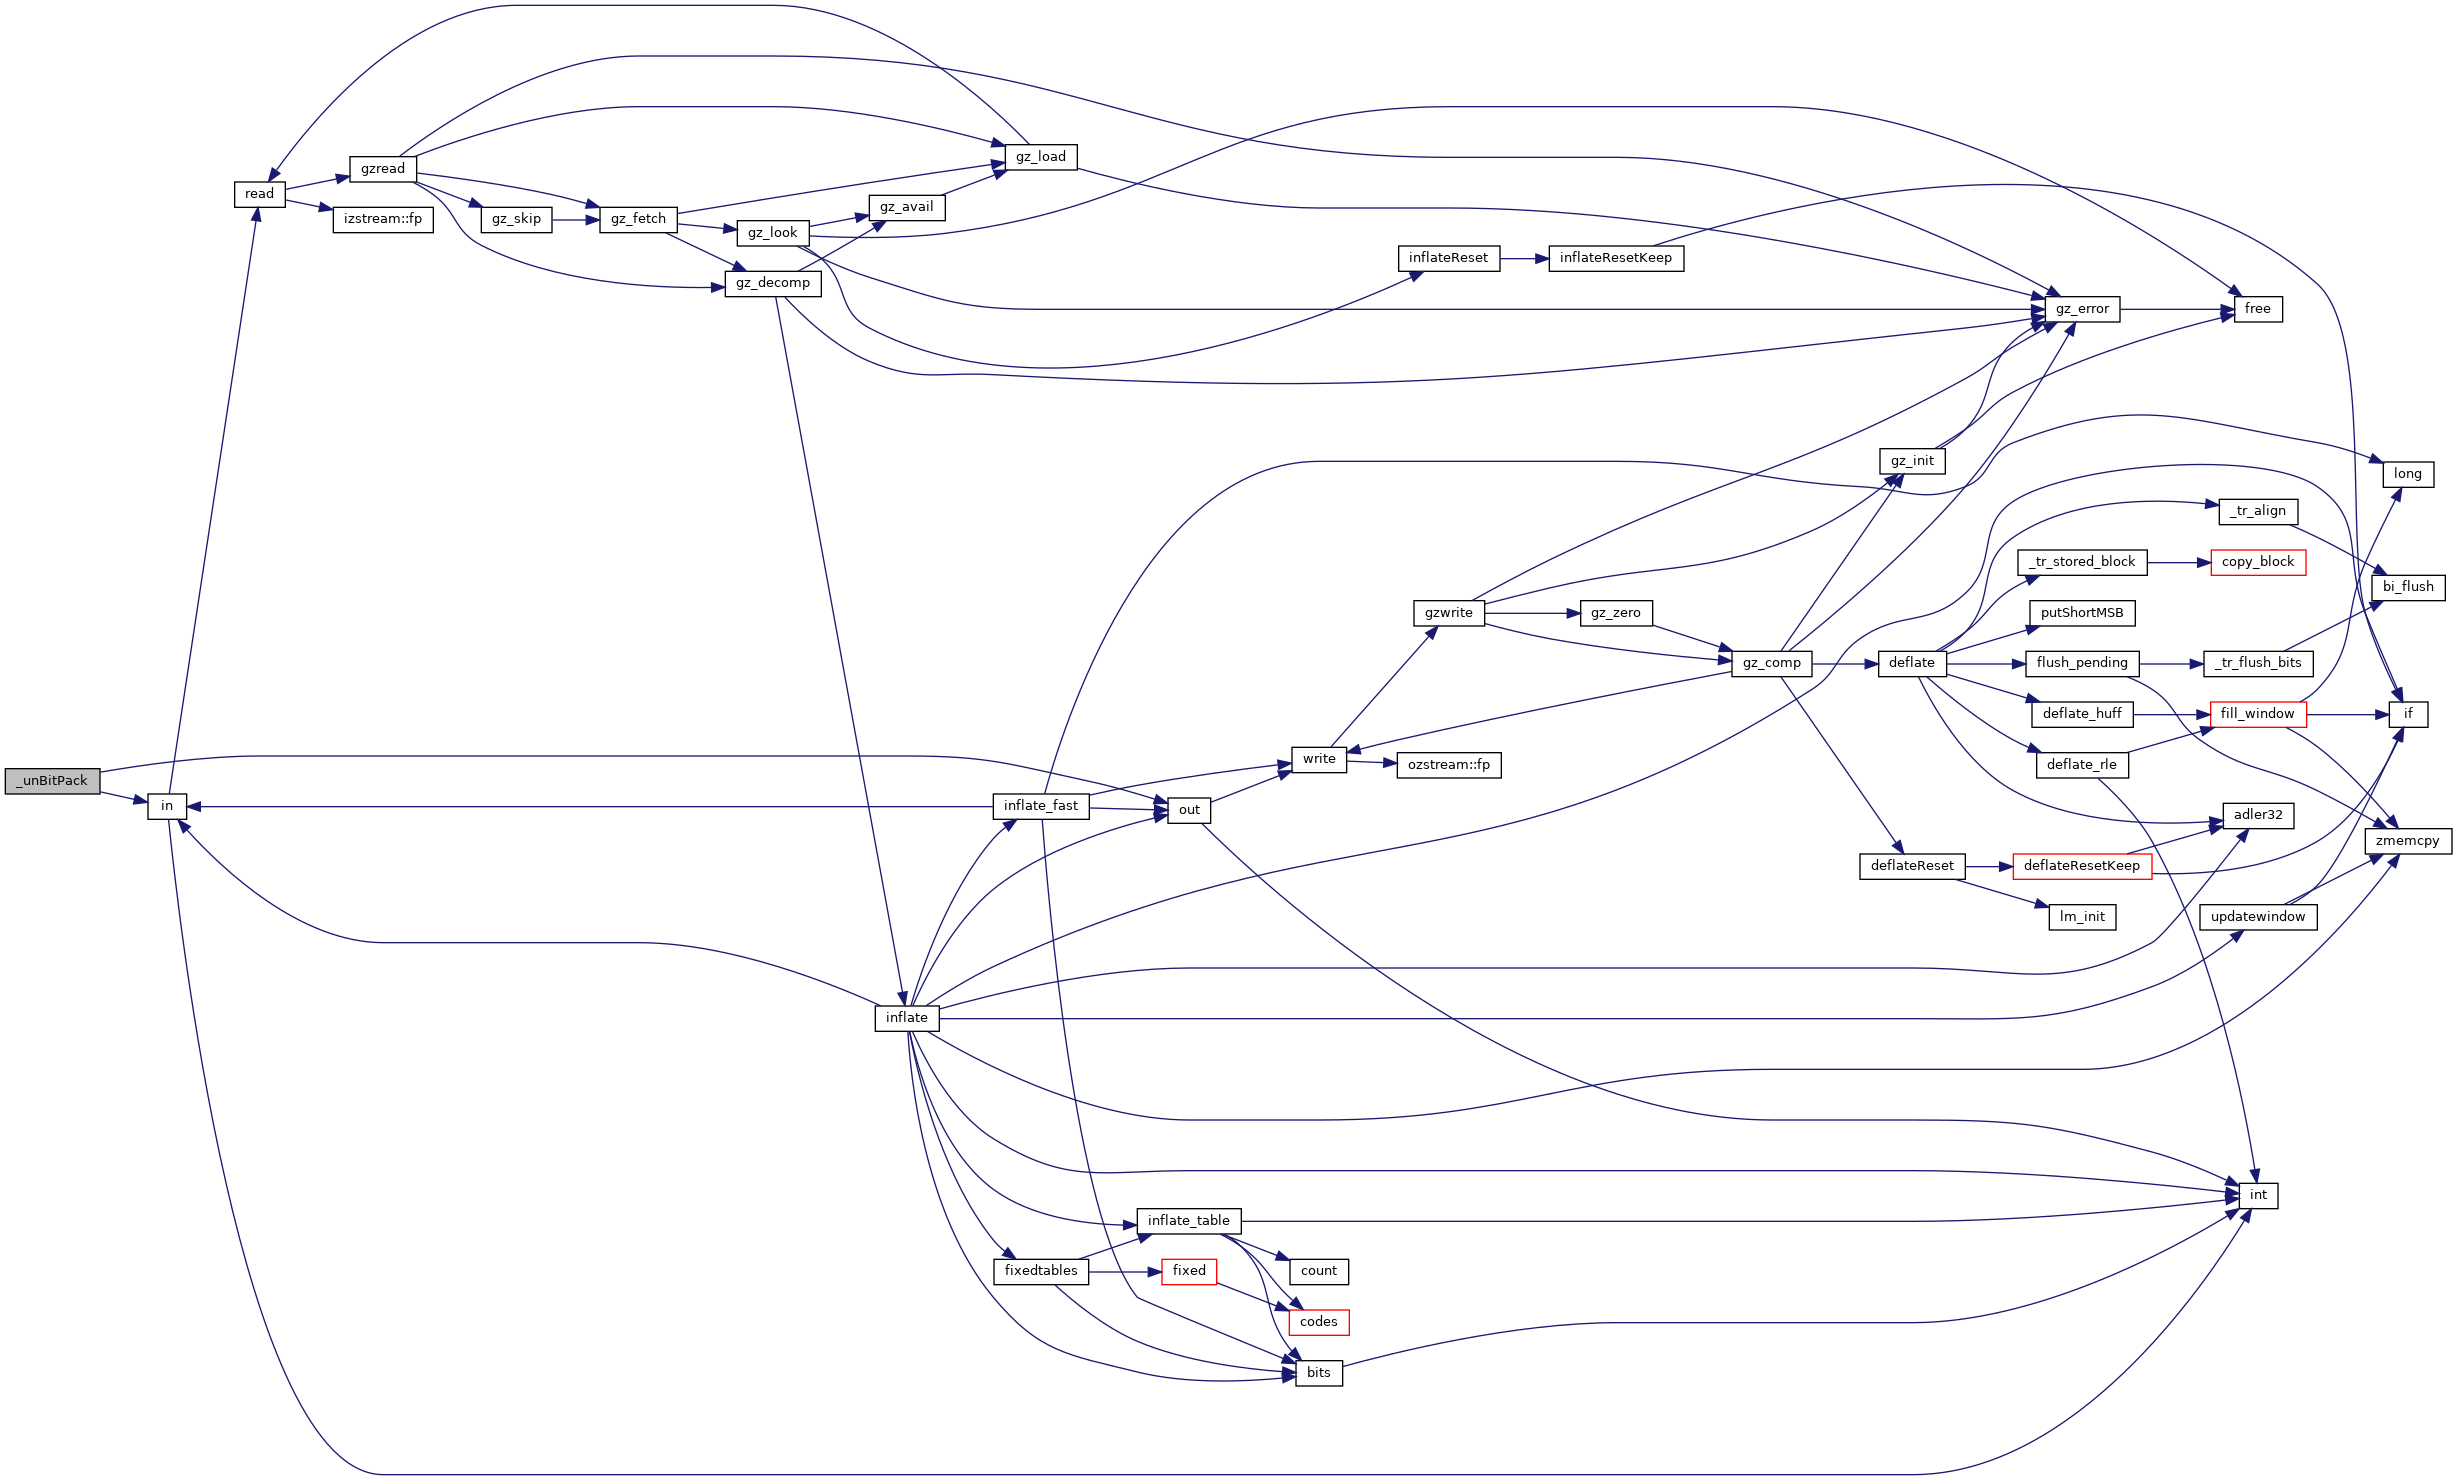 gz_load
gzread
read
izstream::fp
gz_skip
gz_fetch
gz_look
gz_avail
gz_decomp
inflateReset
inflateResetKeep
gz_error
free
gz_init
long
_tr_align
_tr_stored_block
copy_block
bi_flush
gzwrite
gz_zero
putShortMSB
gz_comp
deflate
flush_pending
_tr_flush_bits
deflate_huff
fill_window
if
write
ozstream::fp
deflate_rle
_unBitPack
in
inflate_fast
out
adler32
zmemcpy
deflateReset
deflateResetKeep
lm_init
updatewindow
inflate
int
inflate_table
fixedtables
fixed
count
codes
bits